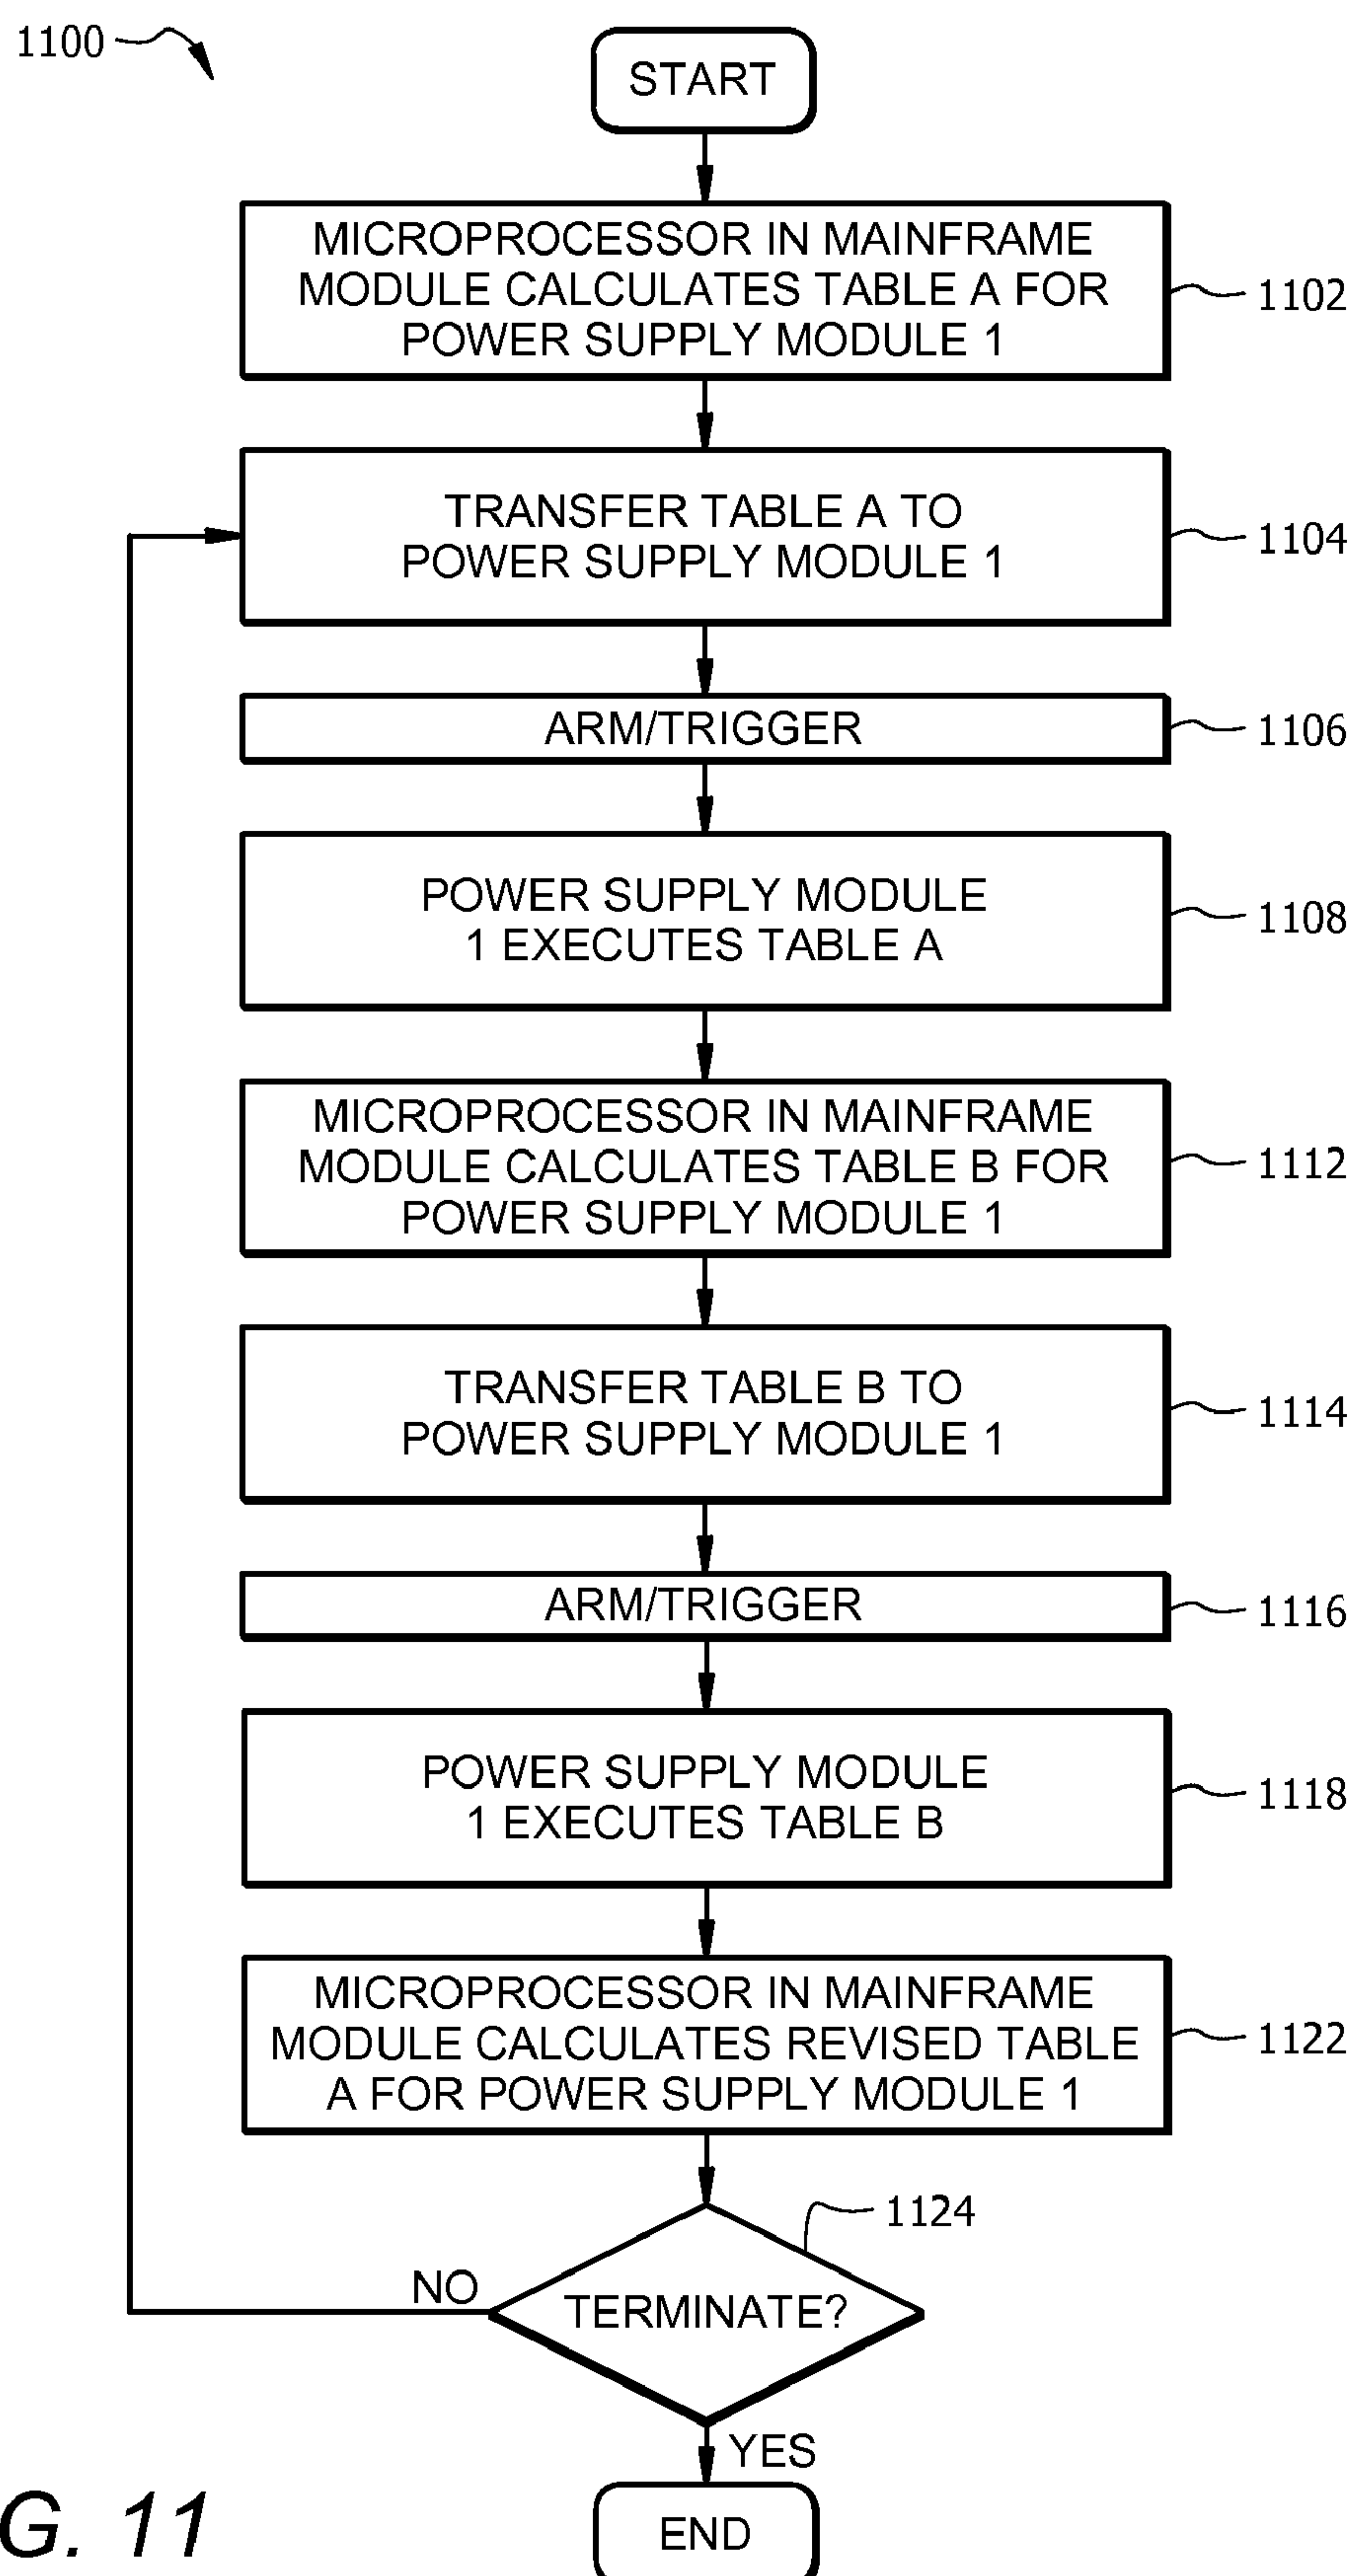 1100
START
MICROPROCESSOR IN MAINFRAME
MODULE CALCULATES TABLE A FOR
POWER SUPPLY MODULE 1
1102
TRANSFER TABLE A TO
POWER SUPPLY MODULE 1
1104
ARM/TRIGGER
1106
POWER SUPPLY MODULE
1 EXECUTES TABLE A
1108
MICROPROCESSOR IN MAINFRAME
MODULE CALCULATES TABLE B FOR
POWER SUPPLY MODULE 1
1112
TRANSFER TABLE B TO
POWER SUPPLY MODULE 1
1114
ARM/TRIGGER
1116
POWER SUPPLY MODULE
1 EXECUTES TABLE B
1118
MICROPROCESSOR IN MAINFRAME
MODULE CALCULATES REVISED TABLE
A FOR POWER SUPPLY MODULE 1
1122
1124
NO
TERMINATE?
YES
END
G. 11